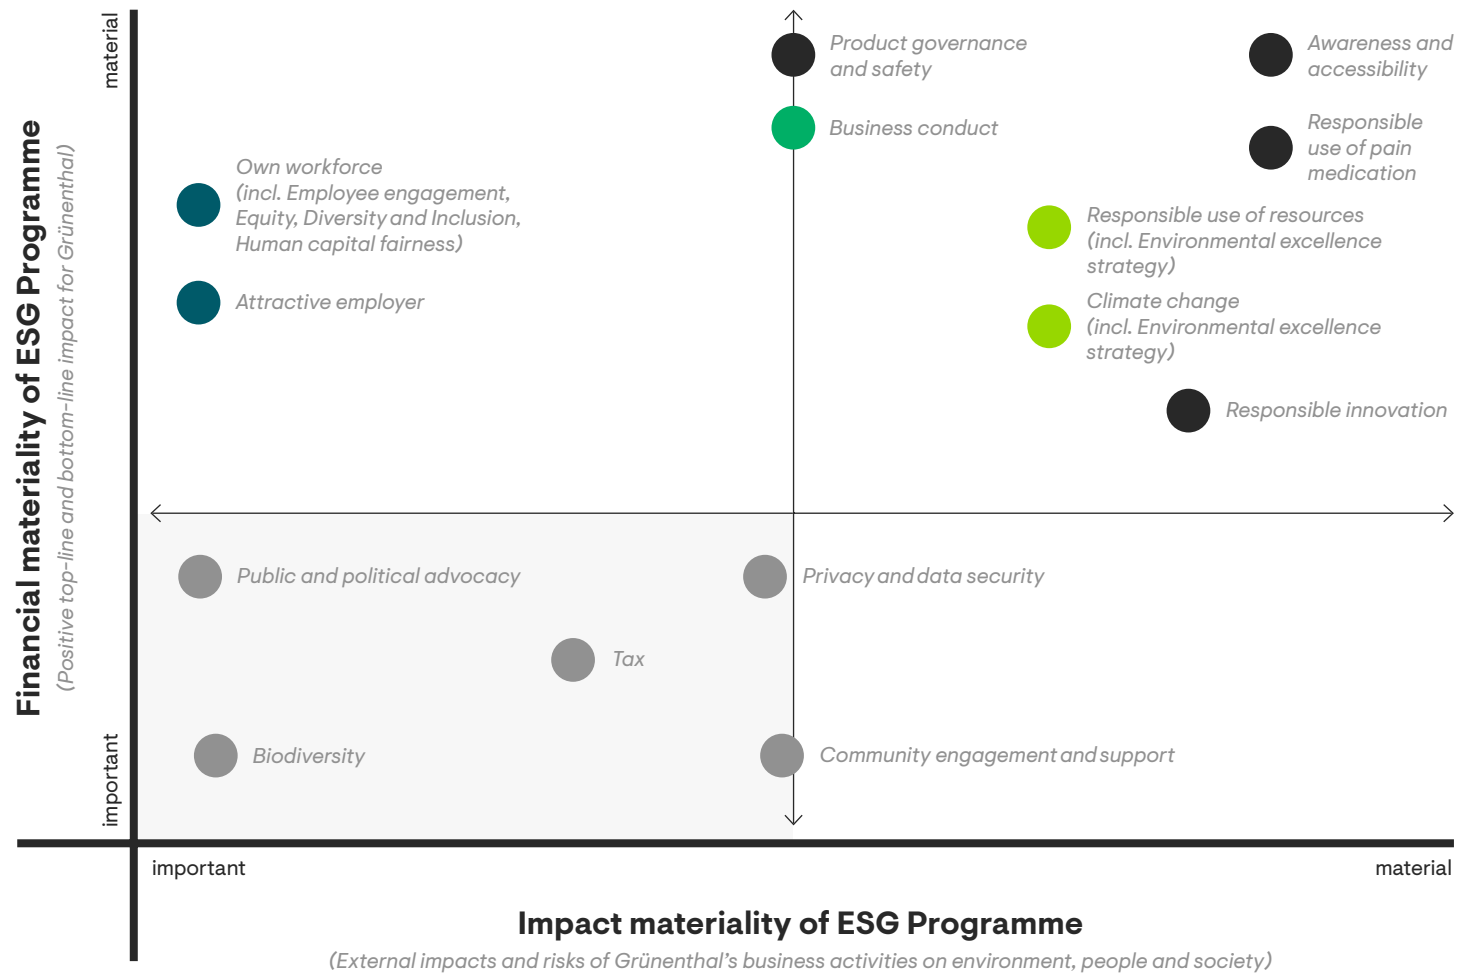 material
Financial materiality of ESG Programme
(Positive top-line and bottom-line impact for Grünenthal)
important
Product governance
and safety
Awareness and
accessibility
Business conduct
Responsible
use of pain
medication
Own workforce
(incl. Employee engagement,
Equity, Diversity and Inclusion,
Human capital fairness)
Responsible use of resources
(incl. Environmental excellence
strategy)
Attractive employer
Climate change
(incl. Environmental excellence
strategy)
Responsible innovation
Public and political advocacy
Privacy and data security
Tax
Biodiversity
Community engagement and support
important
material
Impact materiality of ESG Programme
(External impacts and risks of Grünenthal’s business activities on environment, people and society)